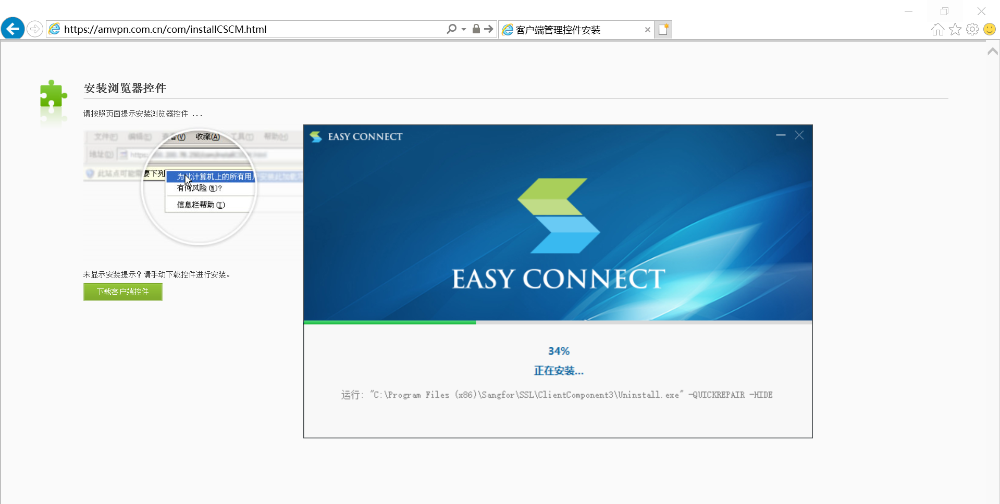 https://amvpn.com.cn/com/installCSCM.html
客户端管理控件安装
安装浏览器控件
请按照页面提示安装浏览器控件 ...
文件(F) 编辑(E) 查看(V) 收藏(A) 工具(T) 帮助(H)
地址(D) https:
此站点可能需要下列
为此计算机上的所有用户安装此加载项
有何风险(W)?
信息栏帮助(I)
未显示安装提示？请手动下载控件进行安装。
下载客户端控件
EASY CONNECT
EASY CONNECT
34%
正在安装...
运行: "C:\Program Files (x86)\Sangfor\SSL\ClientComponent3\Uninstall.exe" -QUICKREPAIR -HIDE